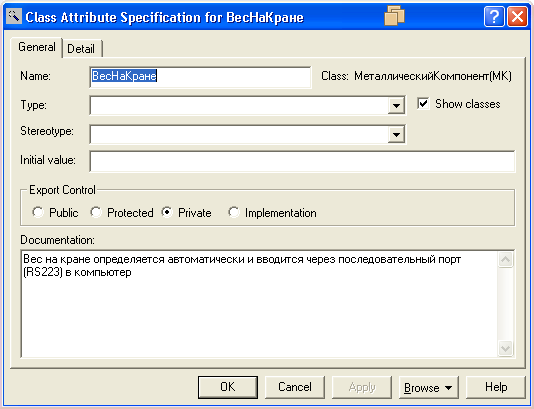 Class Attribute Specification for ВесНаКране
General Detail
Name: ВесНаКране Class: МеталлическийКомпонент(МК)
Type: Show classes
Stereotype:
Initial value:
Export Control
Public Protected Private Implementation
Documentation:
Вес на кране определяется автоматически и вводится через последовательный порт
(RS223) в компьютер
OK Cancel Apply Browse Help